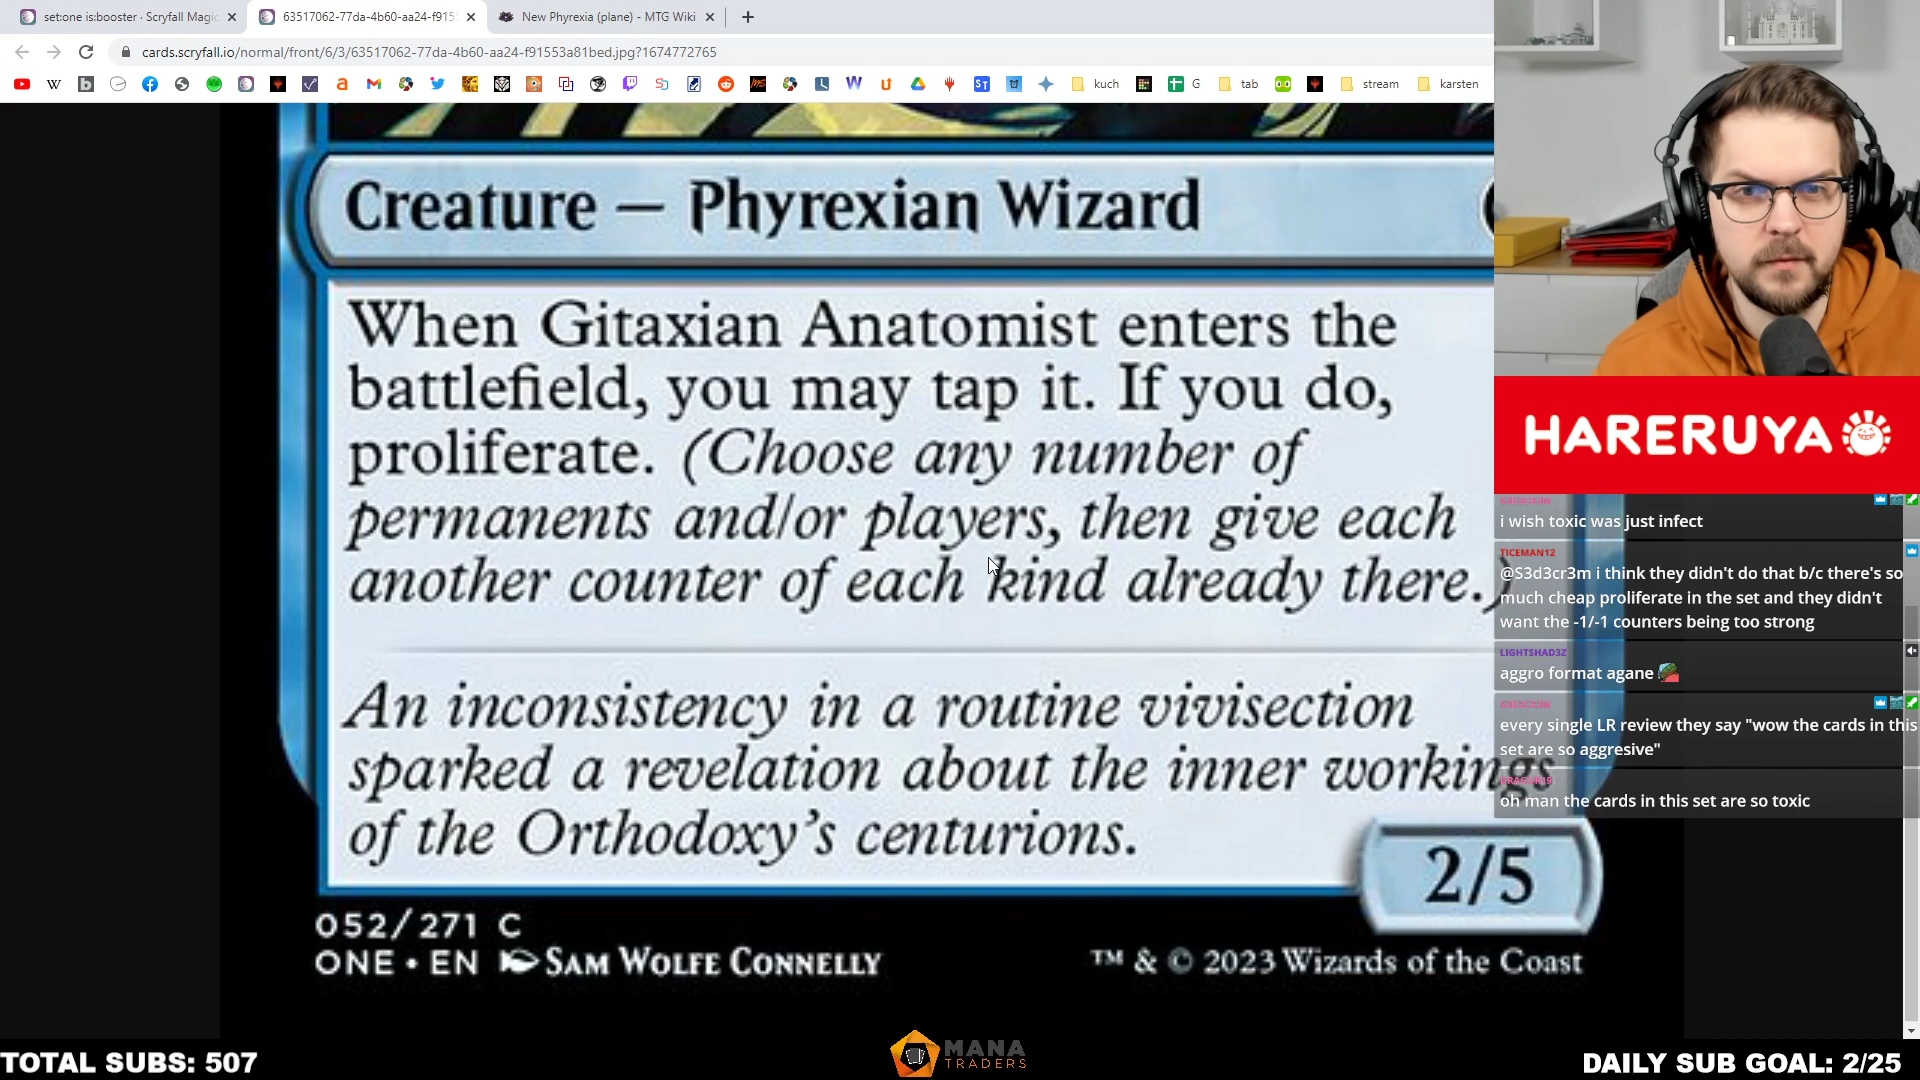 set:one is:booster · Scryfall Magic
63517062-77da-4b60-aa24-f9155
New Phyrexia (plane) - MTG Wiki
cards.scryfall.io/normal/front/6/3/63517062-77da-4b60-aa24-f91553a81bed.jpg?1674772765
kuch
G
tab
stream
karsten
Creature — Phyrexian Wizard
When Gitaxian Anatomist enters the
battlefield, you may tap it. If you do,
proliferate. (Choose any number of
permanents and/or players, then give each
another counter of each kind already there.)
An inconsistency in a routine vivisection
sparked a revelation about the inner workings
of the Orthodoxy's centurions.
2/5
052/271 C
ONE • EN SAM WOLFE CONNELLY
™ & © 2023 Wizards of the Coast
HARERUYA
i wish toxic was just infect
TICEMAN12
@S3d3cr3m i think they didn't do that b/c there's so
much cheap proliferate in the set and they didn't
want the -1/-1 counters being too strong
LIGHTSHAD3Z
aggro format agane
every single LR review they say "wow the cards in this
set are so aggresive"
oh man the cards in this set are so toxic
MANA
TRADERS
TOTAL SUBS: 507
DAILY SUB GOAL: 2/25